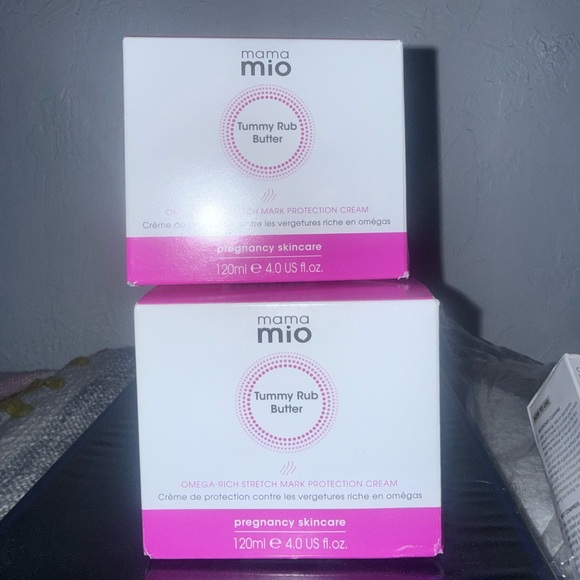 mama
mio
Tummy Rub
Butter
CH MARK PROTECTION CREAM
Crème de contre les vergetures riche en omégas
pregnancy skincare
120ml e 4.0 US fl.oz.
mama
mio
Tummy Rub
Butter
OMEGA-RICH STRETCH MARK PROTECTION CREAM
Crème de protection contre les vergetures riche en omégas
pregnancy skincare
120ml e 4.0 US fl.oz.